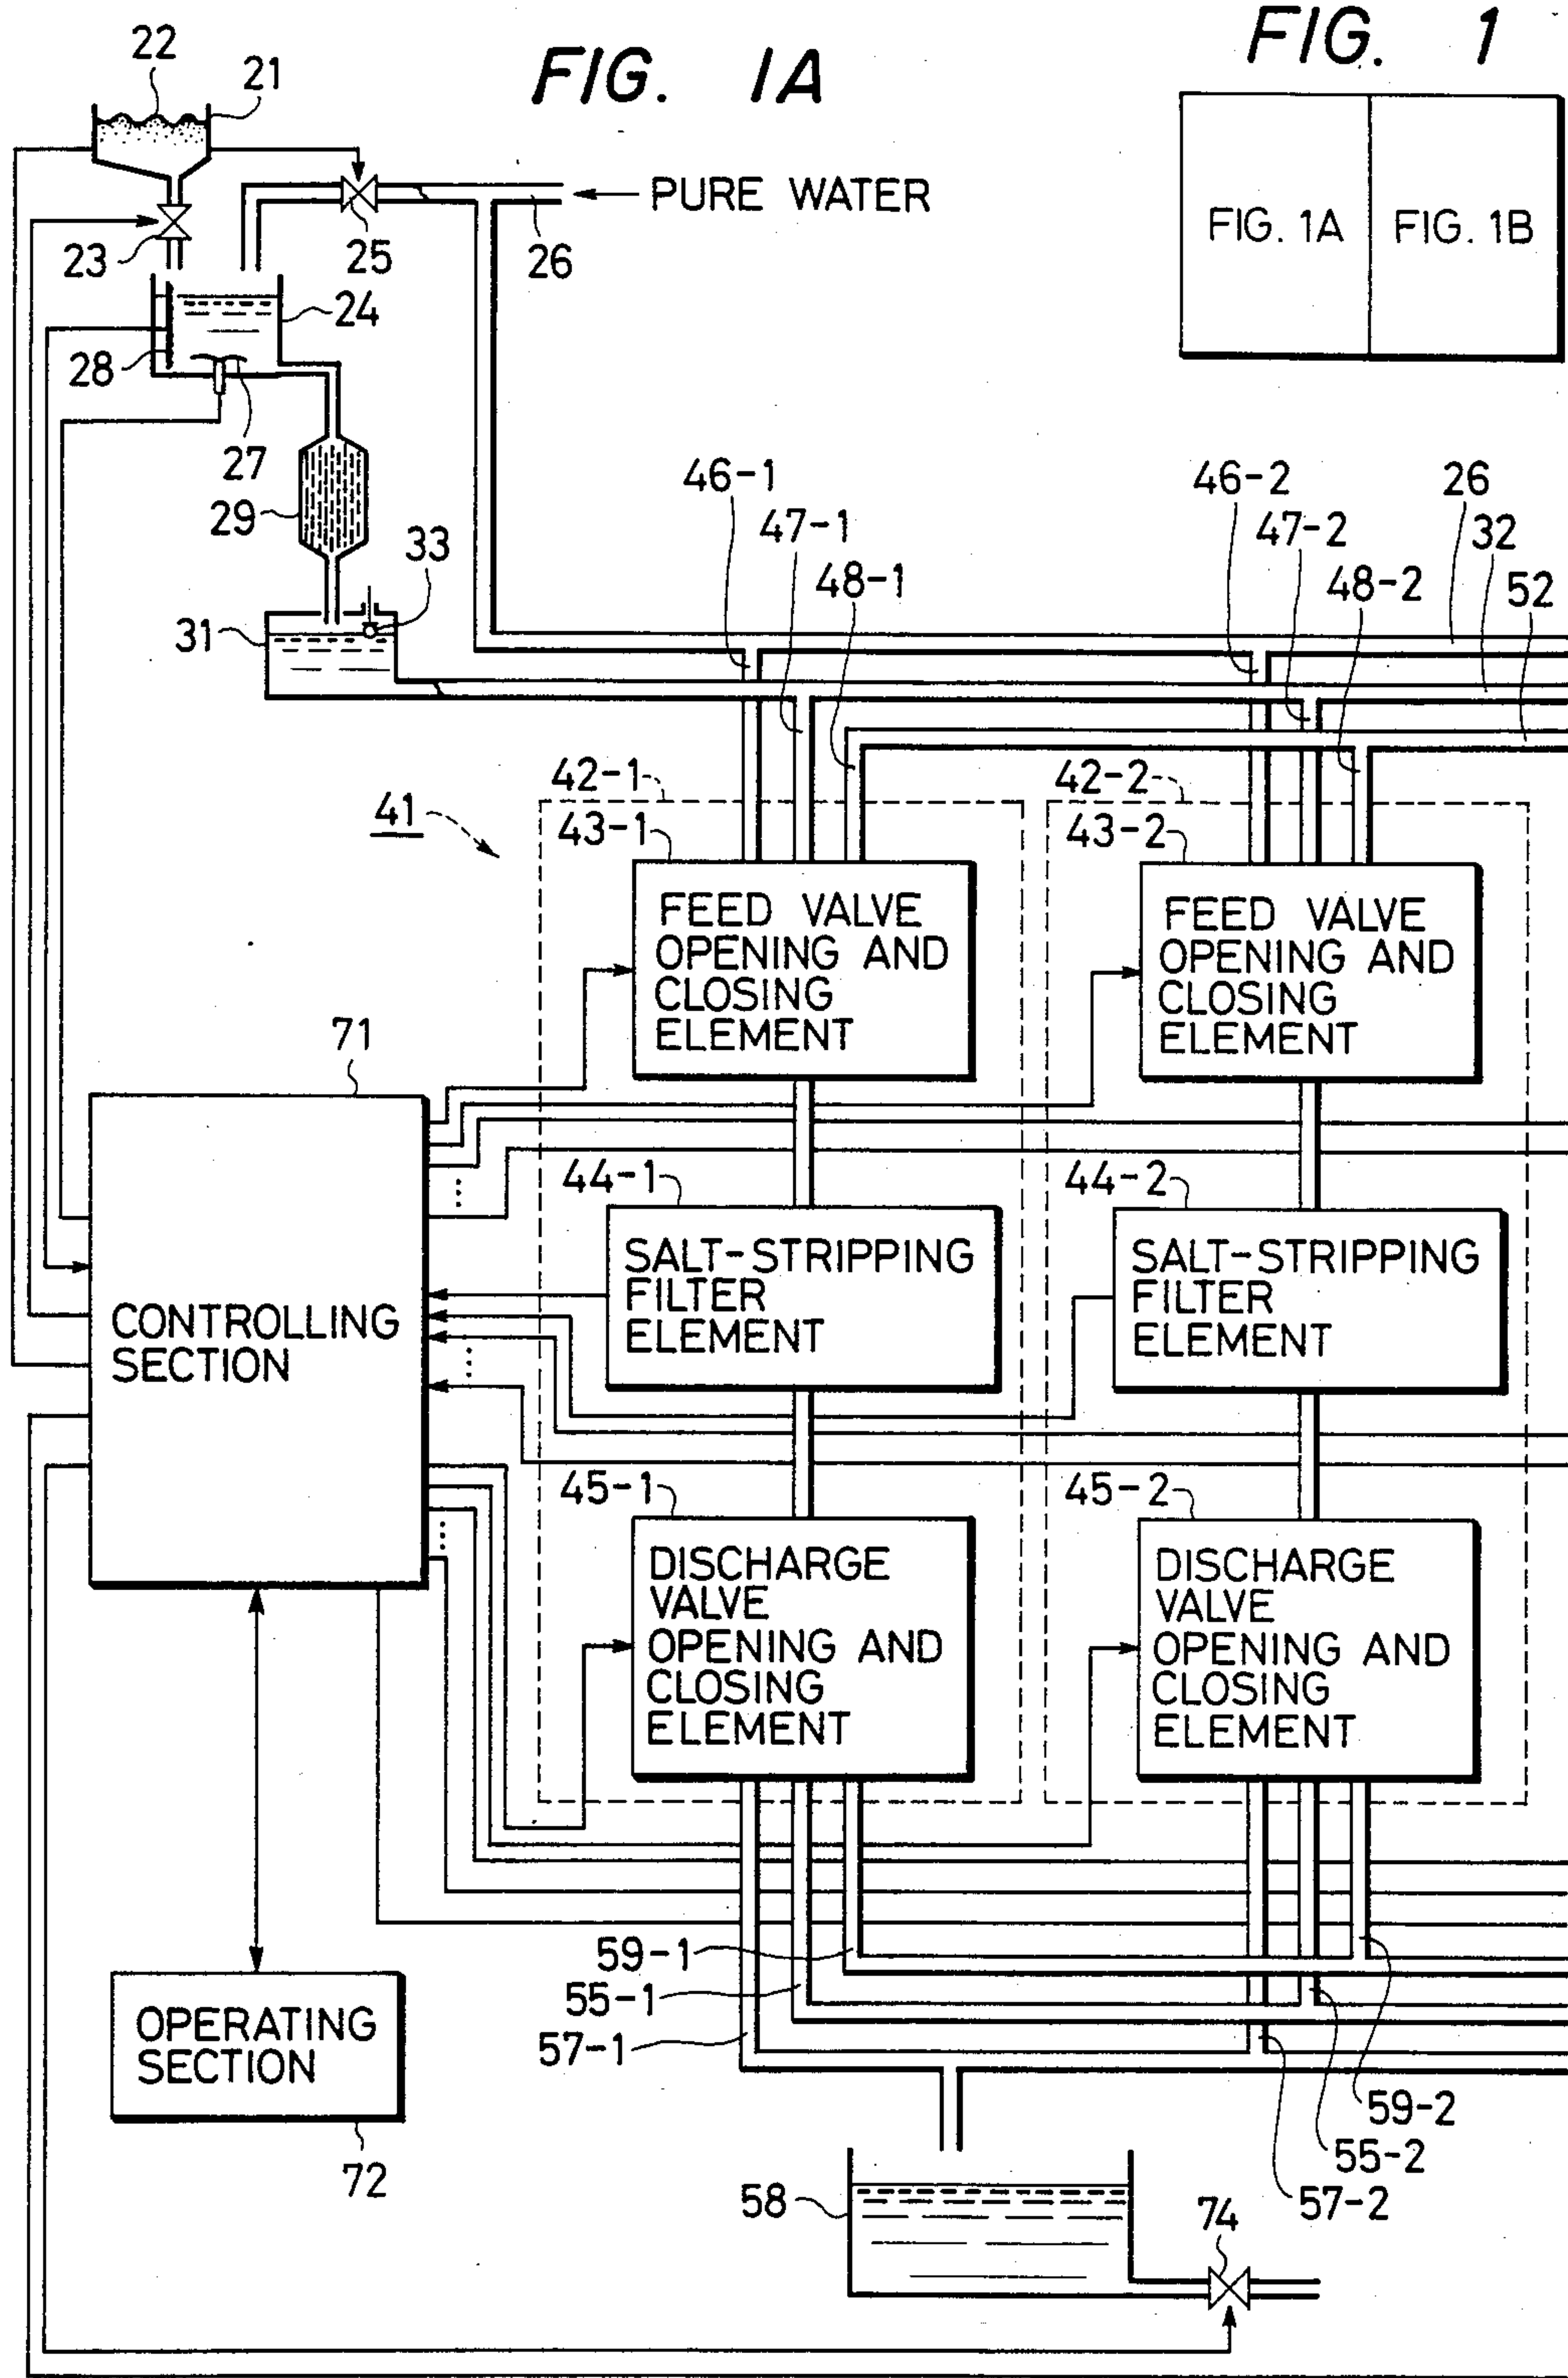 FIG. 1A
FIG. 1
22
21
FIG. 1A
FIG. 1B
PURE WATER
23
25
26
24
28
27
29
33
31
46-1
47-1
48-1
46-2
47-2
48-2
26
32
52
41
42-1
43-1
42-2
43-2
FEED VALVE
OPENING AND
CLOSING
ELEMENT
FEED VALVE
OPENING AND
CLOSING
ELEMENT
71
44-1
44-2
CONTROLLING
SECTION
SALT-STRIPPING
FILTER
ELEMENT
SALT-STRIPPING
FILTER
ELEMENT
45-1
45-2
DISCHARGE
VALVE
OPENING AND
CLOSING
ELEMENT
DISCHARGE
VALVE
OPENING AND
CLOSING
ELEMENT
59-1
55-1
57-1
OPERATING
SECTION
72
59-2
55-2
57-2
58
74